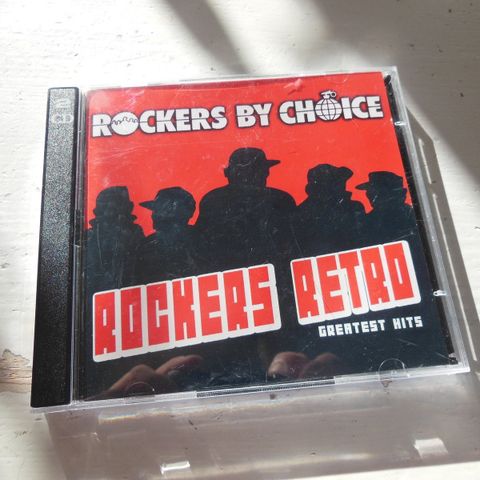 ROCKERS BY CHOICE
ROCKERS RETRO
GREATEST HITS